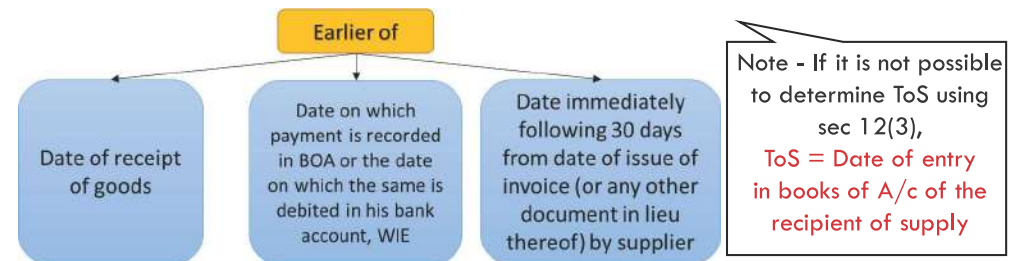 Earlier of
Date of receipt
of goods
Date on which
payment is recorded
in BOA or the date
on which the same is
debited in his bank
account, WIE
Date immediately
following 30 days
from date of issue of
invoice (or any other
document in lieu
thereof) by supplier
Note - If it is not possible
to determine ToS using
sec 12(3),
ToS = Date of entry
in books of A/c of the
recipient of supply